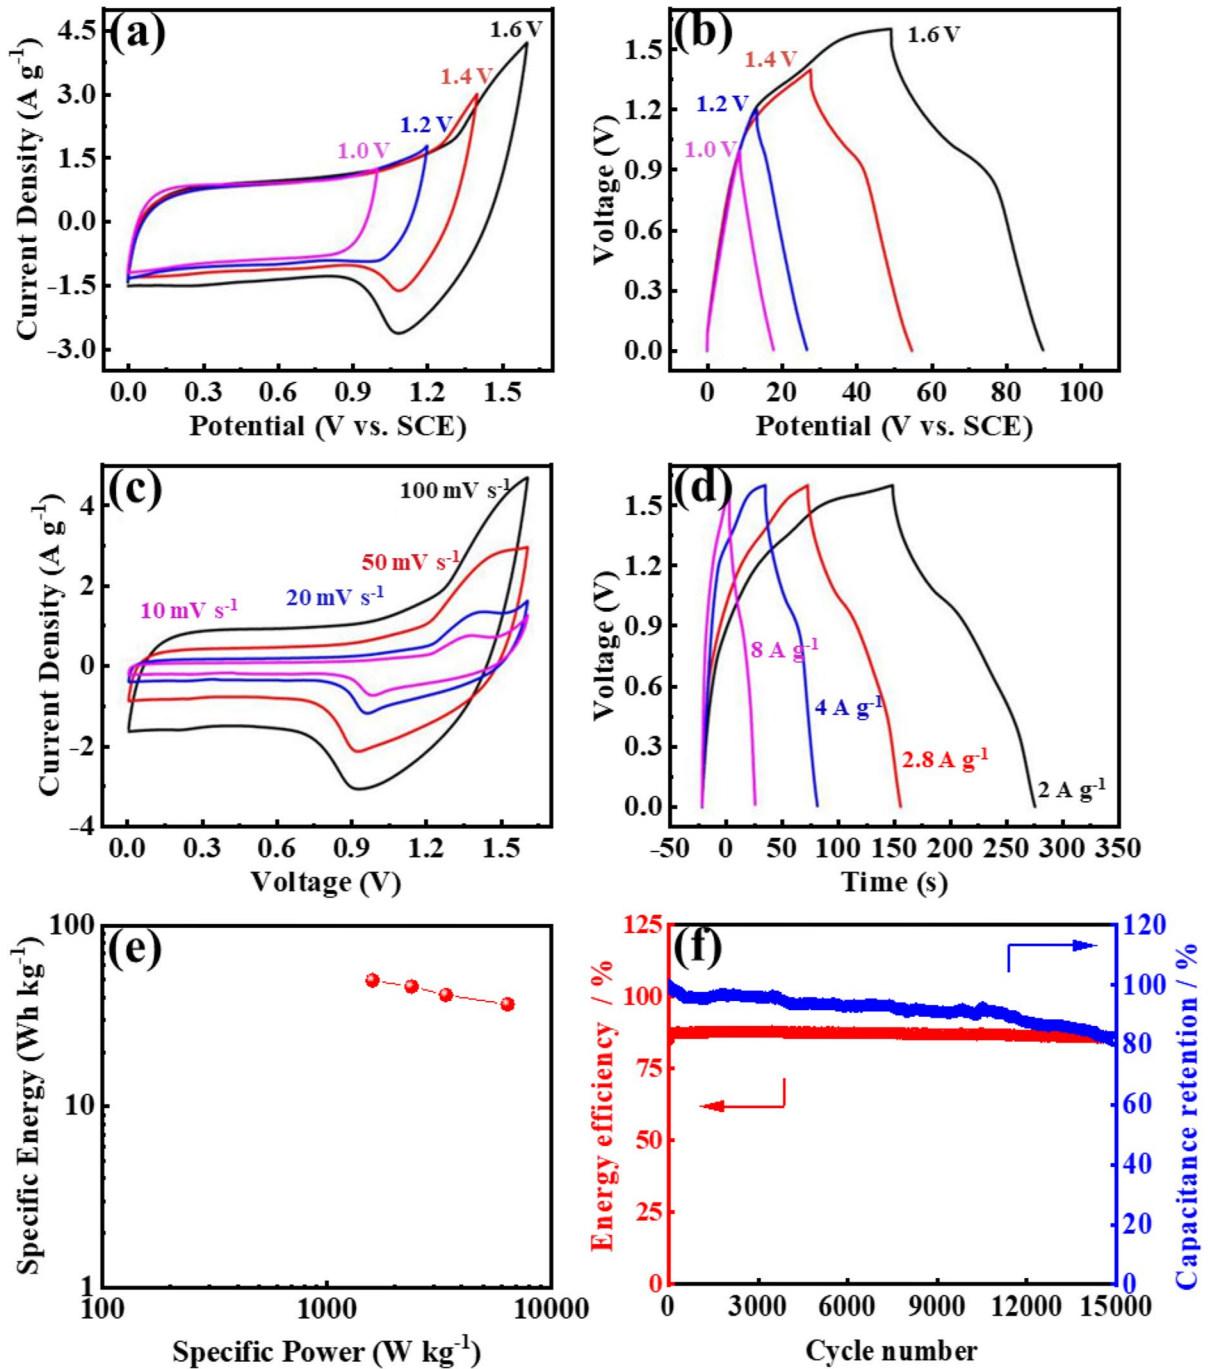 (a)
4.5
3.0
1.5
0.0
-1.5
-3.0
Current Density (A g⁻¹)
1.6 V
1.4 V
1.2 V
1.0 V
0.0 0.3 0.6 0.9 1.2 1.5
Potential (V vs. SCE)
(b)
1.5
1.2
0.9
0.6
0.3
0.0
Voltage (V)
1.6 V
1.4 V
1.2 V
1.0 V
0 20 40 60 80 100
Potential (V vs. SCE)
(c)
4
2
0
-2
-4
Current Density (A g⁻¹)
100 mV s⁻¹
50 mV s⁻¹
20 mV s⁻¹
10 mV s⁻¹
0.0 0.3 0.6 0.9 1.2 1.5
Voltage (V)
(d)
1.5
1.2
0.9
0.6
0.3
0.0
Voltage (V)
8 A g⁻¹
4 A g⁻¹
2.8 A g⁻¹
2 A g⁻¹
-50 0 50 100 150 200 250 300 350
Time (s)
(e)
100
10
1
Specific Energy (Wh kg⁻¹)
100 1000 10000
Specific Power (W kg⁻¹)
(f)
125
100
75
50
25
0
Energy efficiency / %
120
100
80
60
40
20
0
Capacitance retention / %
0 3000 6000 9000 12000 15000
Cycle number